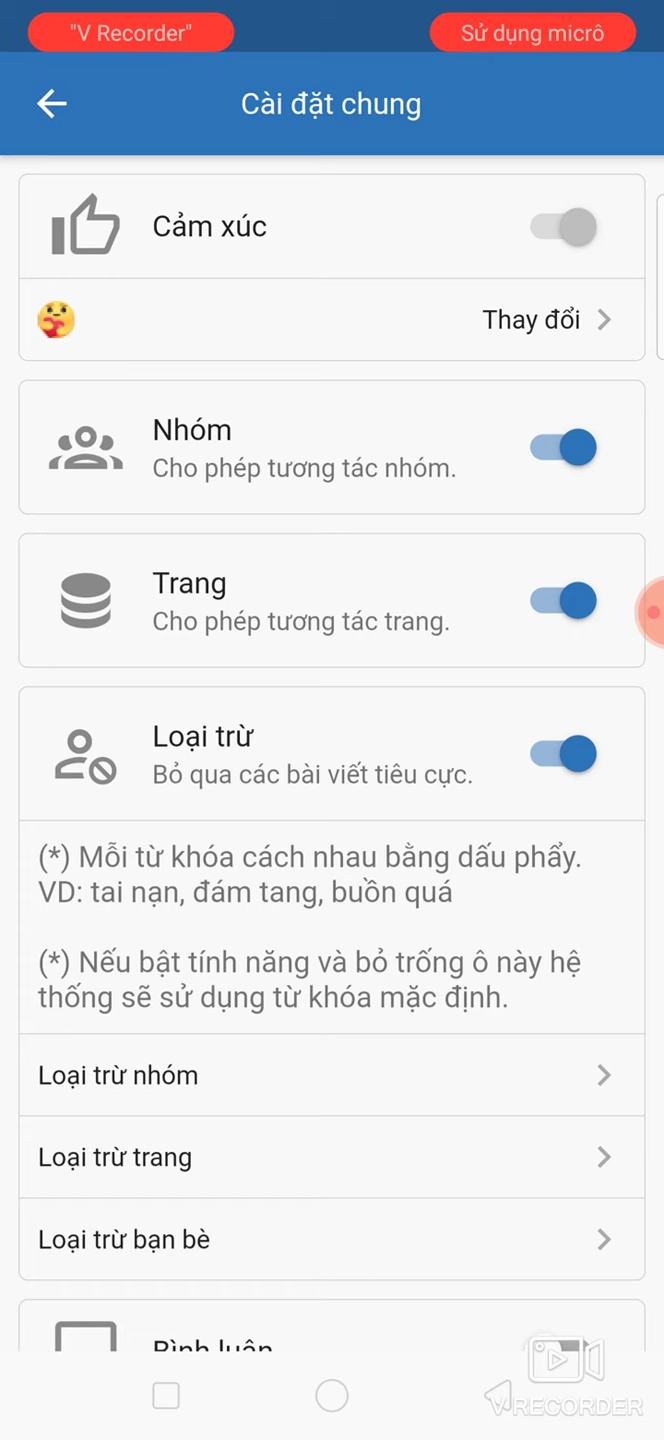 "V Recorder"
Sử dụng micrô
Cài đặt chung
Cảm xúc
Thay đổi
Nhóm
Cho phép tương tác nhóm.
Trang
Cho phép tương tác trang.
Loại trừ
Bỏ qua các bài viết tiêu cực.
(*) Mỗi từ khóa cách nhau bằng dấu phẩy.
VD: tai nạn, đám tang, buồn quá
(*) Nếu bật tính năng và bỏ trống ô này hệ
thống sẽ sử dụng từ khóa mặc định.
Loại trừ nhóm
Loại trừ trang
Loại trừ bạn bè
Bình luận
V RECORDER